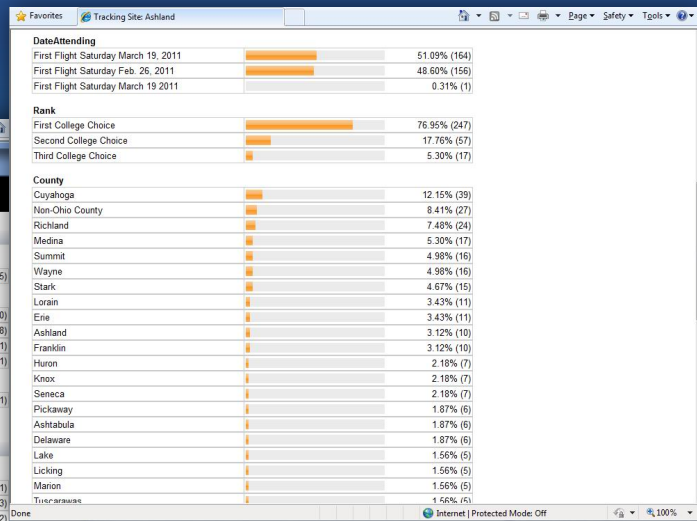 Favorites Tracking Site: Ashland Page Safety Tools
DateAttending
First Flight Saturday March 19, 2011 51.09% (164)
First Flight Saturday Feb. 26, 2011 48.60% (156)
First Flight Saturday March 19 2011 0.31% (1)
Rank
First College Choice 76.95% (247)
Second College Choice 17.76% (57)
Third College Choice 5.30% (17)
County
Cuyahoga 12.15% (39)
Non-Ohio County 8.41% (27)
Richland 7.48% (24)
Medina 5.30% (17)
Summit 4.98% (16)
Wayne 4.98% (16)
Stark 4.67% (15)
Lorain 3.43% (11)
Erie 3.43% (11)
Ashland 3.12% (10)
Franklin 3.12% (10)
Huron 2.18% (7)
Knox 2.18% (7)
Seneca 2.18% (7)
Pickaway 1.87% (6)
Ashtabula 1.87% (6)
Delaware 1.87% (6)
Lake 1.56% (5)
Licking 1.56% (5)
Marion 1.56% (5)
Tuscarawas 1.56% (5)
Done Internet | Protected Mode: Off 100%